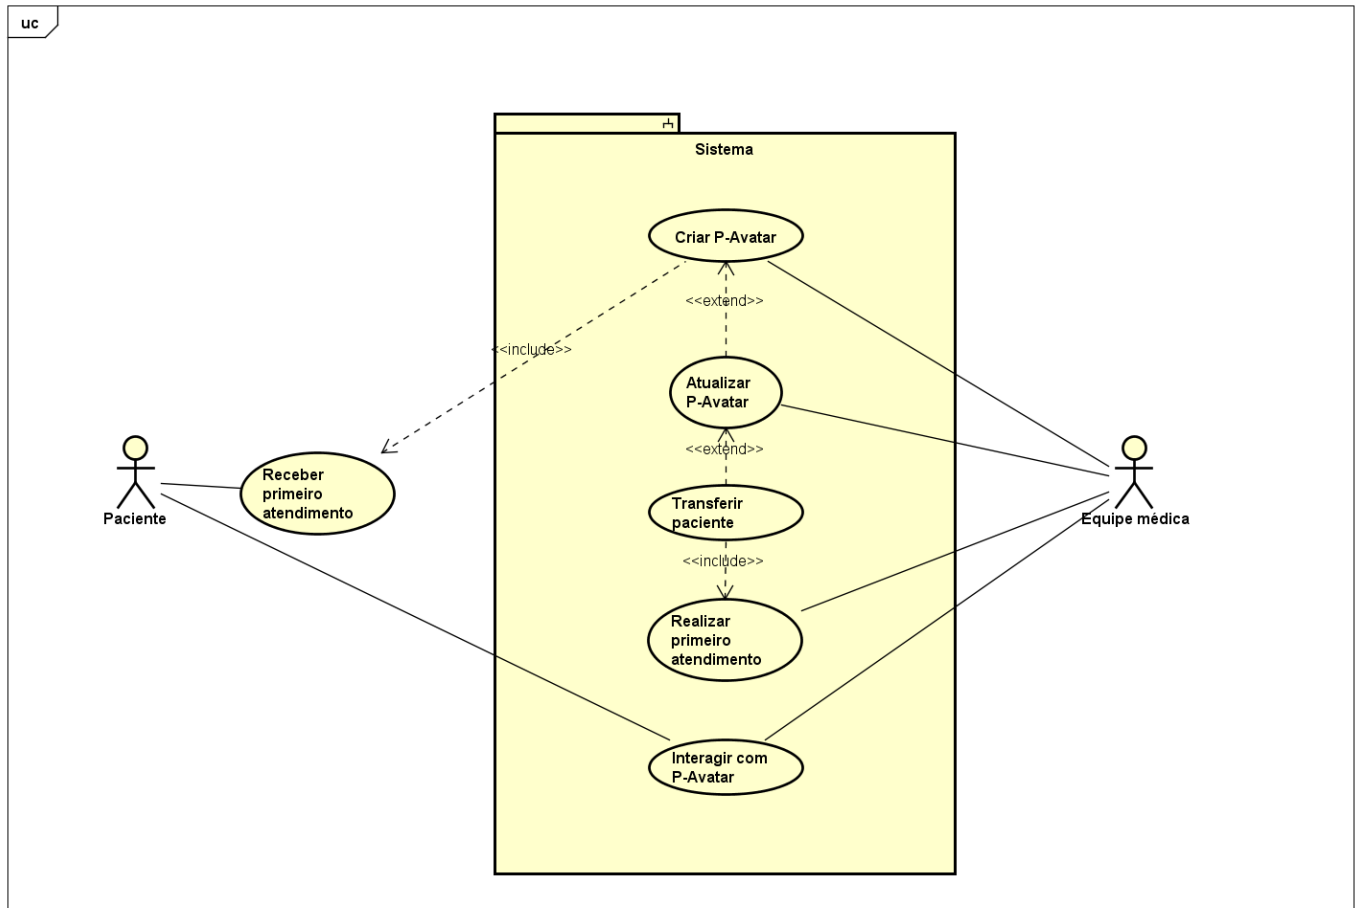 uc
Sistema
Criar P-Avatar
<<extend>>
<<include>>
Atualizar
P-Avatar
<<extend>>
Receber
primeiro
atendimento
Paciente
Transferir
paciente
Equipe médica
<<include>>
Realizar
primeiro
atendimento
Interagir com
P-Avatar